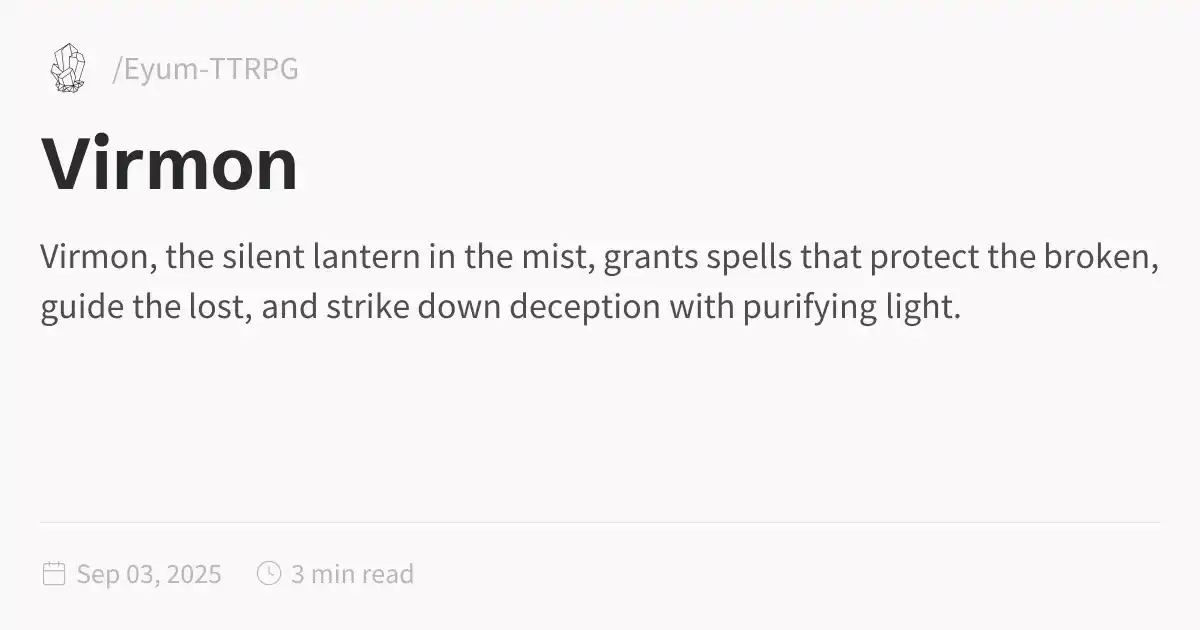 /Eyum-TTRPG
Virmon
Virmon, the silent lantern in the mist, grants spells that protect the broken,
guide the lost, and strike down deception with purifying light.
Sep 03, 2025 3 min read